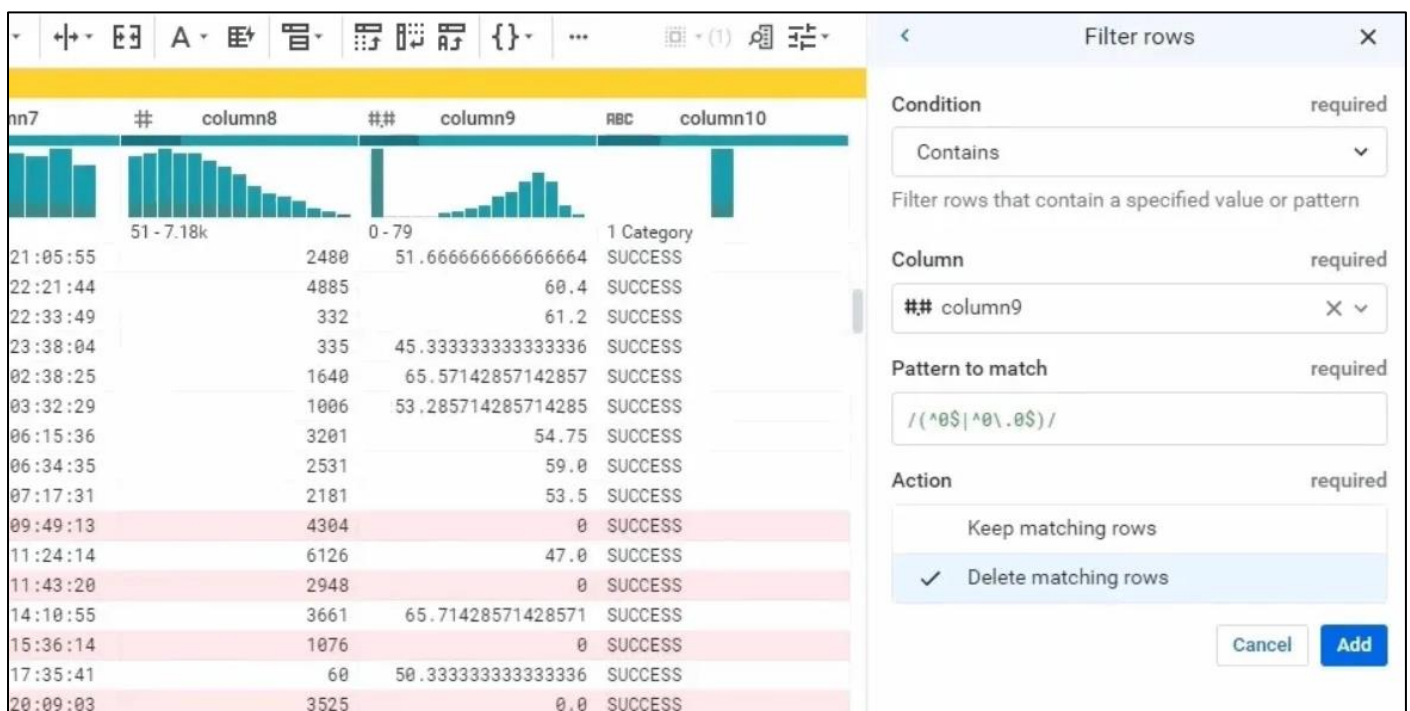 A
{}
...
(1)
Filter rows
nn7
# column8
#.# column9
ABC column10
51 - 7.18k
0 - 79
1 Category
21:05:55 2480 51.666666666666664 SUCCESS
22:21:44 4885 60.4 SUCCESS
22:33:49 332 61.2 SUCCESS
23:38:04 335 45.333333333333336 SUCCESS
02:38:25 1640 65.57142857142857 SUCCESS
03:32:29 1006 53.285714285714285 SUCCESS
06:15:36 3201 54.75 SUCCESS
06:34:35 2531 59.0 SUCCESS
07:17:31 2181 53.5 SUCCESS
09:49:13 4304 0 SUCCESS
11:24:14 6126 47.0 SUCCESS
11:43:20 2948 0 SUCCESS
14:10:55 3661 65.71428571428571 SUCCESS
15:36:14 1076 0 SUCCESS
17:35:41 60 50.333333333333336 SUCCESS
20:09:03 3525 0.0 SUCCESS
Condition required
Contains
Filter rows that contain a specified value or pattern
Column required
#.# column9
Pattern to match required
/(^0$|^0\.0$)/
Action required
Keep matching rows
Delete matching rows
Cancel Add